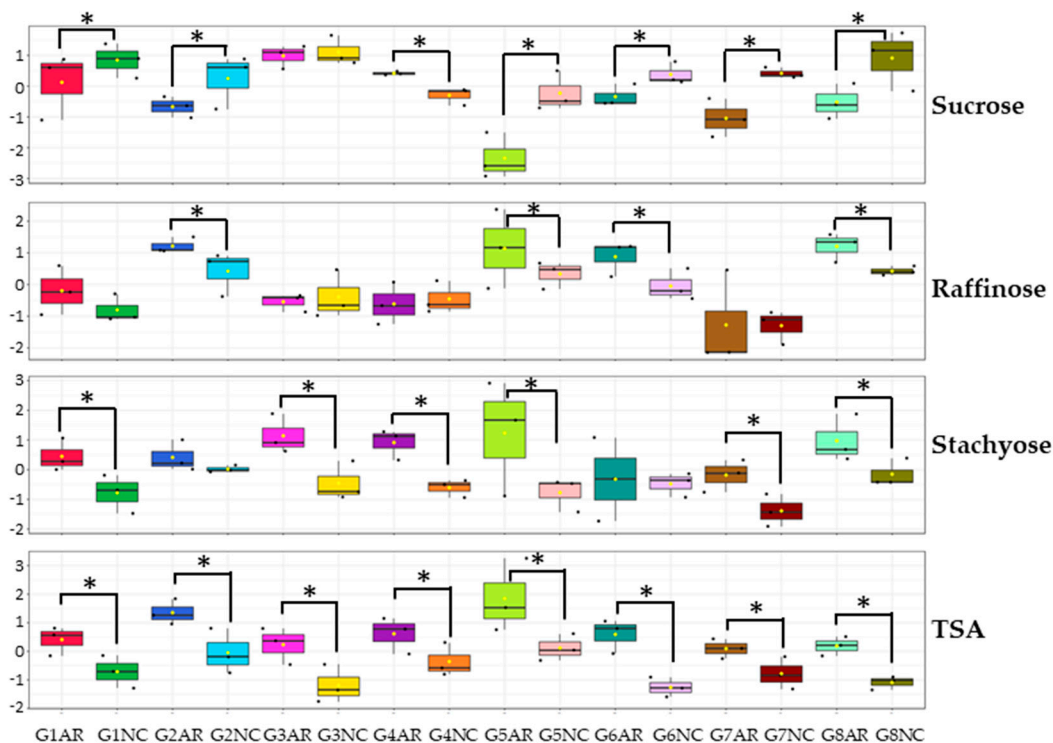 * * * * * * *
1
0
-1
-2
-3
Sucrose
* * * *
2
1
0
-1
-2
Raffinose
* * * * * *
3
2
1
0
-1
-2
Stachyose
* * * * * * * *
3
2
1
0
-1
-2
TSA
G1AR G1NC G2AR G2NC G3AR G3NC G4AR G4NC G5AR G5NC G6AR G6NC G7AR G7NC G8AR G8NC